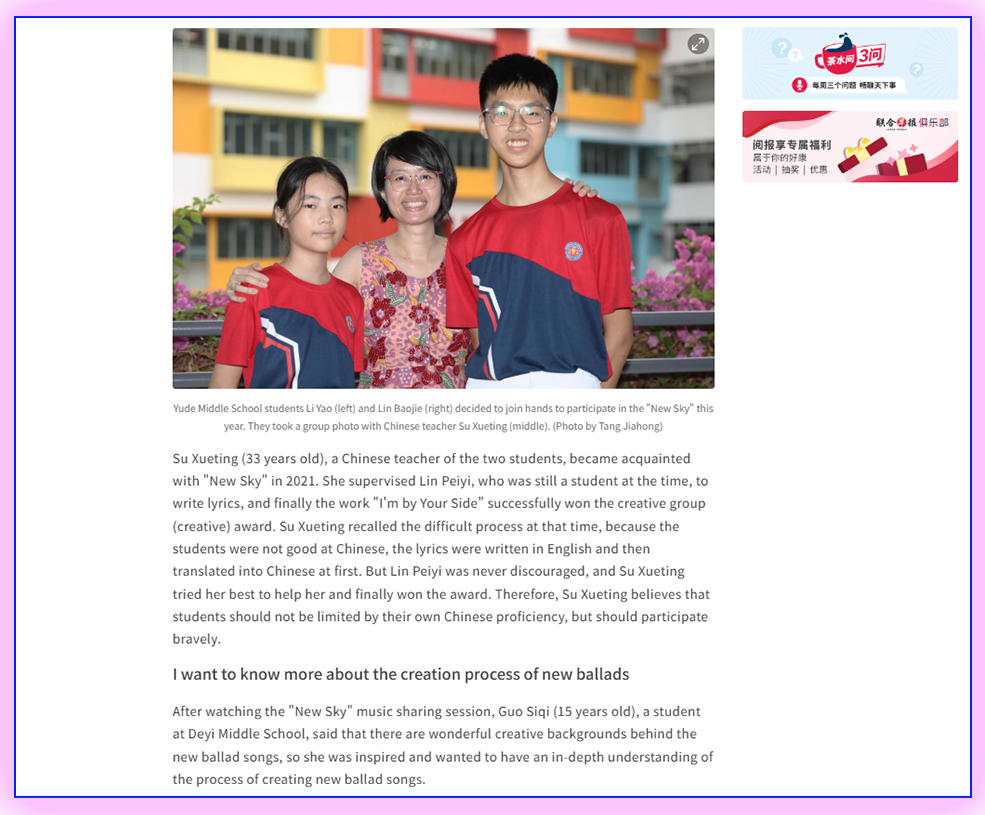 茶水间
3问
每周三个问题 畅聊天下事
联合早报俱乐部
阅报享专属福利
属于你的好康
活动 | 抽奖 | 优惠
Yude Middle School students Li Yao (left) and Lin Baojie (right) decided to join hands to participate in the "New Sky" this
year. They took a group photo with Chinese teacher Su Xueting (middle). (Photo by Tang Jiahong)
Su Xueting (33 years old), a Chinese teacher of the two students, became acquainted
with "New Sky" in 2021. She supervised Lin Peiyi, who was still a student at the time, to
write lyrics, and finally the work "I'm by Your Side" successfully won the creative group
(creative) award. Su Xueting recalled the difficult process at that time, because the
students were not good at Chinese, the lyrics were written in English and then
translated into Chinese at first. But Lin Peiyi was never discouraged, and Su Xueting
tried her best to help her and finally won the award. Therefore, Su Xueting believes that
students should not be limited by their own Chinese proficiency, but should participate
bravely.
I want to know more about the creation process of new ballads
After watching the "New Sky" music sharing session, Guo Siqi (15 years old), a student
at Deyi Middle School, said that there are wonderful creative backgrounds behind the
new ballad songs, so she was inspired and wanted to have an in-depth understanding of
the process of creating new ballad songs.